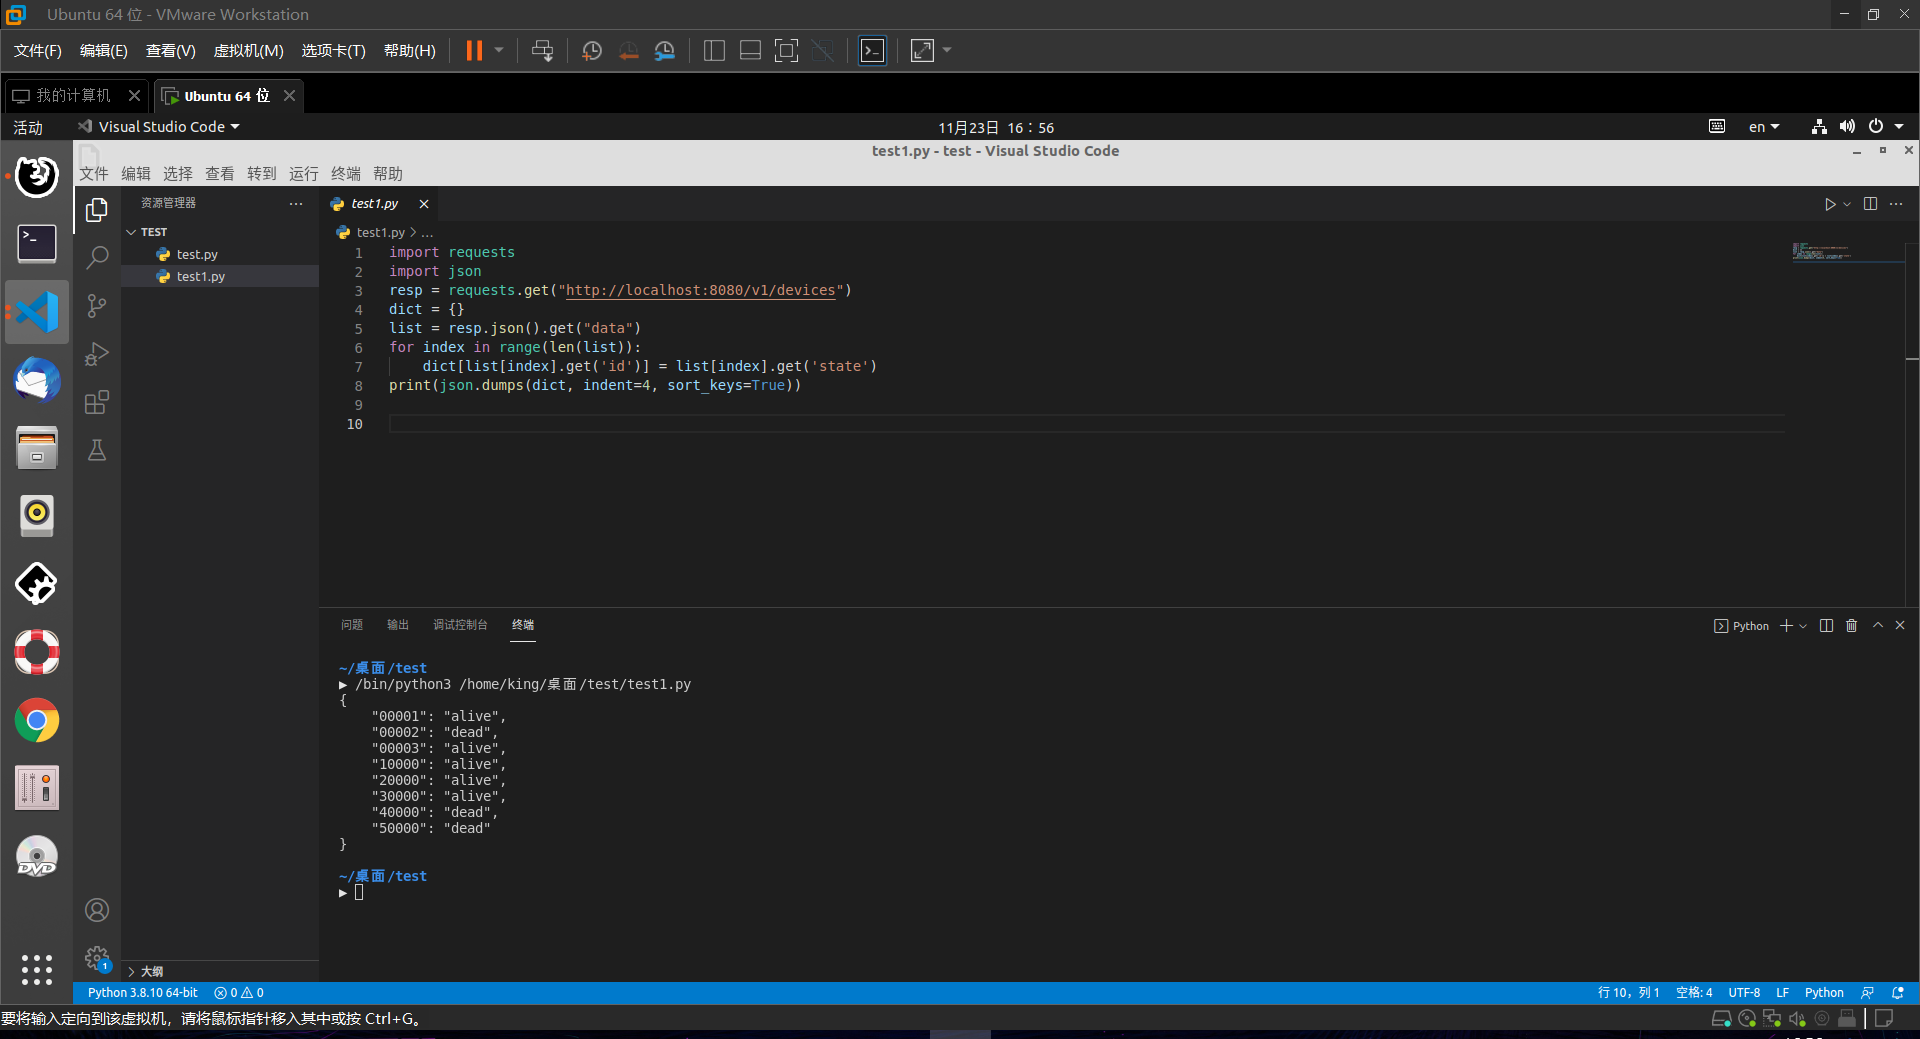 Ubuntu 64 位 - VMware Workstation
文件(F) 编辑(E) 查看(V) 虚拟机(M) 选项卡(T) 帮助(H)
我的计算机 Ubuntu 64 位
活动 Visual Studio Code 11月23日 16：56 en
test1.py - test - Visual Studio Code
文件 编辑 选择 查看 转到 运行 终端 帮助
资源管理器 ··· test1.py
TEST
test.py
test1.py
test1.py > ...
1 import requests
2 import json
3 resp = requests.get("http://localhost:8080/v1/devices")
4 dict = {}
5 list = resp.json().get("data")
6 for index in range(len(list)):
7 dict[list[index].get('id')] = list[index].get('state')
8 print(json.dumps(dict, indent=4, sort_keys=True))
9
10
问题 输出 调试控制台 终端 Python
~/桌面/test
▶ /bin/python3 /home/king/桌面/test/test1.py
{
"00001": "alive",
"00002": "dead",
"00003": "alive",
"10000": "alive",
"20000": "alive",
"30000": "alive",
"40000": "dead",
"50000": "dead"
}
~/桌面/test
▶
DVD
1
大纲
Python 3.8.10 64-bit 0 0 行 10，列 1 空格: 4 UTF-8 LF Python
要将输入定向到该虚拟机，请将鼠标指针移入其中或按 Ctrl+G。